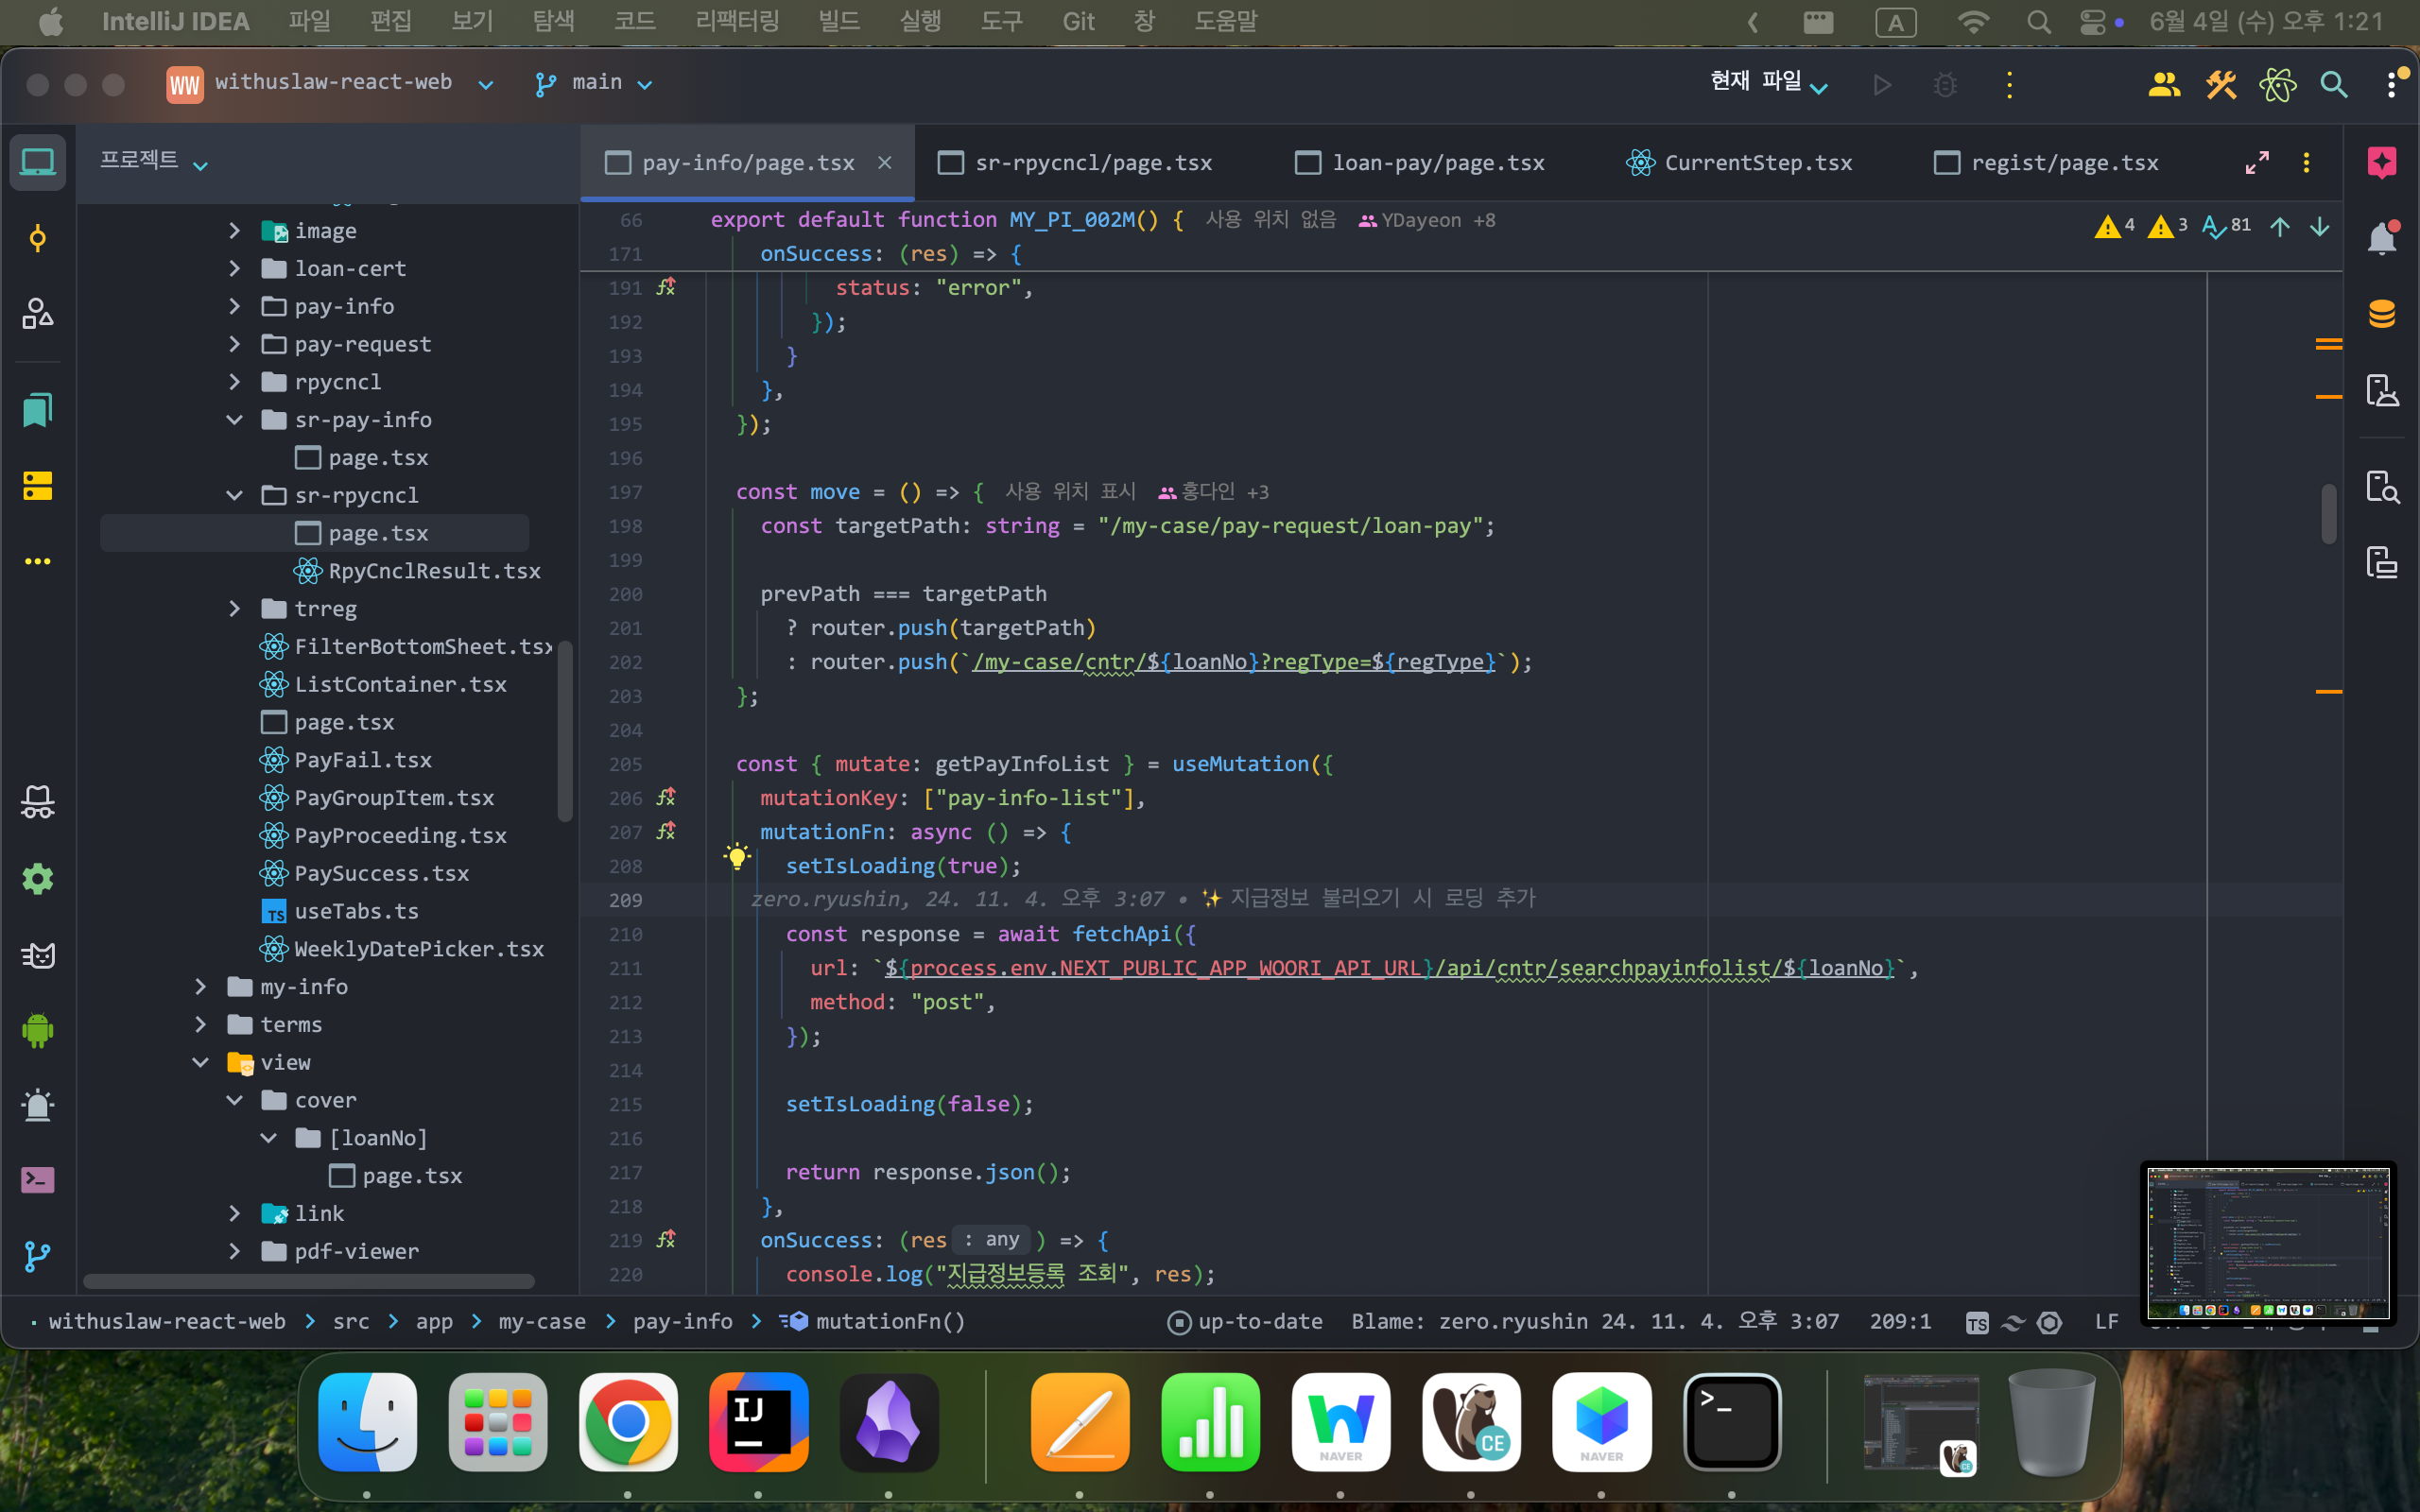 IntelliJ IDEA 파일 편집 보기 탐색 코드 리팩터링 빌드 실행 도구 Git 창 도움말 A 6월 4일 (수) 오후 1:21
WW withuslaw-react-web main 현재 파일
프로젝트
pay-info/page.tsx sr-rpycncl/page.tsx loan-pay/page.tsx CurrentStep.tsx regist/page.tsx
image
loan-cert
pay-info
pay-request
rpycncl
sr-pay-info
page.tsx
sr-rpycncl
page.tsx
RpyCnclResult.tsx
trreg
FilterBottomSheet.tsx
ListContainer.tsx
page.tsx
PayFail.tsx
PayGroupItem.tsx
PayProceeding.tsx
PaySuccess.tsx
TS useTabs.ts
WeeklyDatePicker.tsx
my-info
terms
view
cover
[loanNo]
page.tsx
link
pdf-viewer
66 export default function MY_PI_002M() { 사용 위치 없음 YDayeon +8
4 3 81
171 onSuccess: (res) => {
191 status: "error",
192 });
193 }
194 },
195 });
196
197 const move = () => { 사용 위치 표시 홍다인 +3
198 const targetPath: string = "/my-case/pay-request/loan-pay";
199
200 prevPath === targetPath
201 ? router.push(targetPath)
202 : router.push(`/my-case/cntr/${loanNo}?regType=${regType}`);
203 };
204
205 const { mutate: getPayInfoList } = useMutation({
206 mutationKey: ["pay-info-list"],
207 mutationFn: async () => {
208 setIsLoading(true);
209 zero.ryushin, 24. 11. 4. 오후 3:07 • ✨ 지급정보 불러오기 시 로딩 추가
210 const response = await fetchApi({
211 url: `${process.env.NEXT_PUBLIC_APP_WOORI_API_URL}/api/cntr/searchpayinfolist/${loanNo}`,
212 method: "post",
213 });
214
215 setIsLoading(false);
216
217 return response.json();
218 },
219 onSuccess: (res : any ) => {
220 console.log("지급정보등록 조회", res);
withuslaw-react-web > src > app > my-case > pay-info > mutationFn() up-to-date Blame: zero.ryushin 24. 11. 4. 오후 3:07 209:1 TS LF
IJ NAVER CE NAVER >_ CE